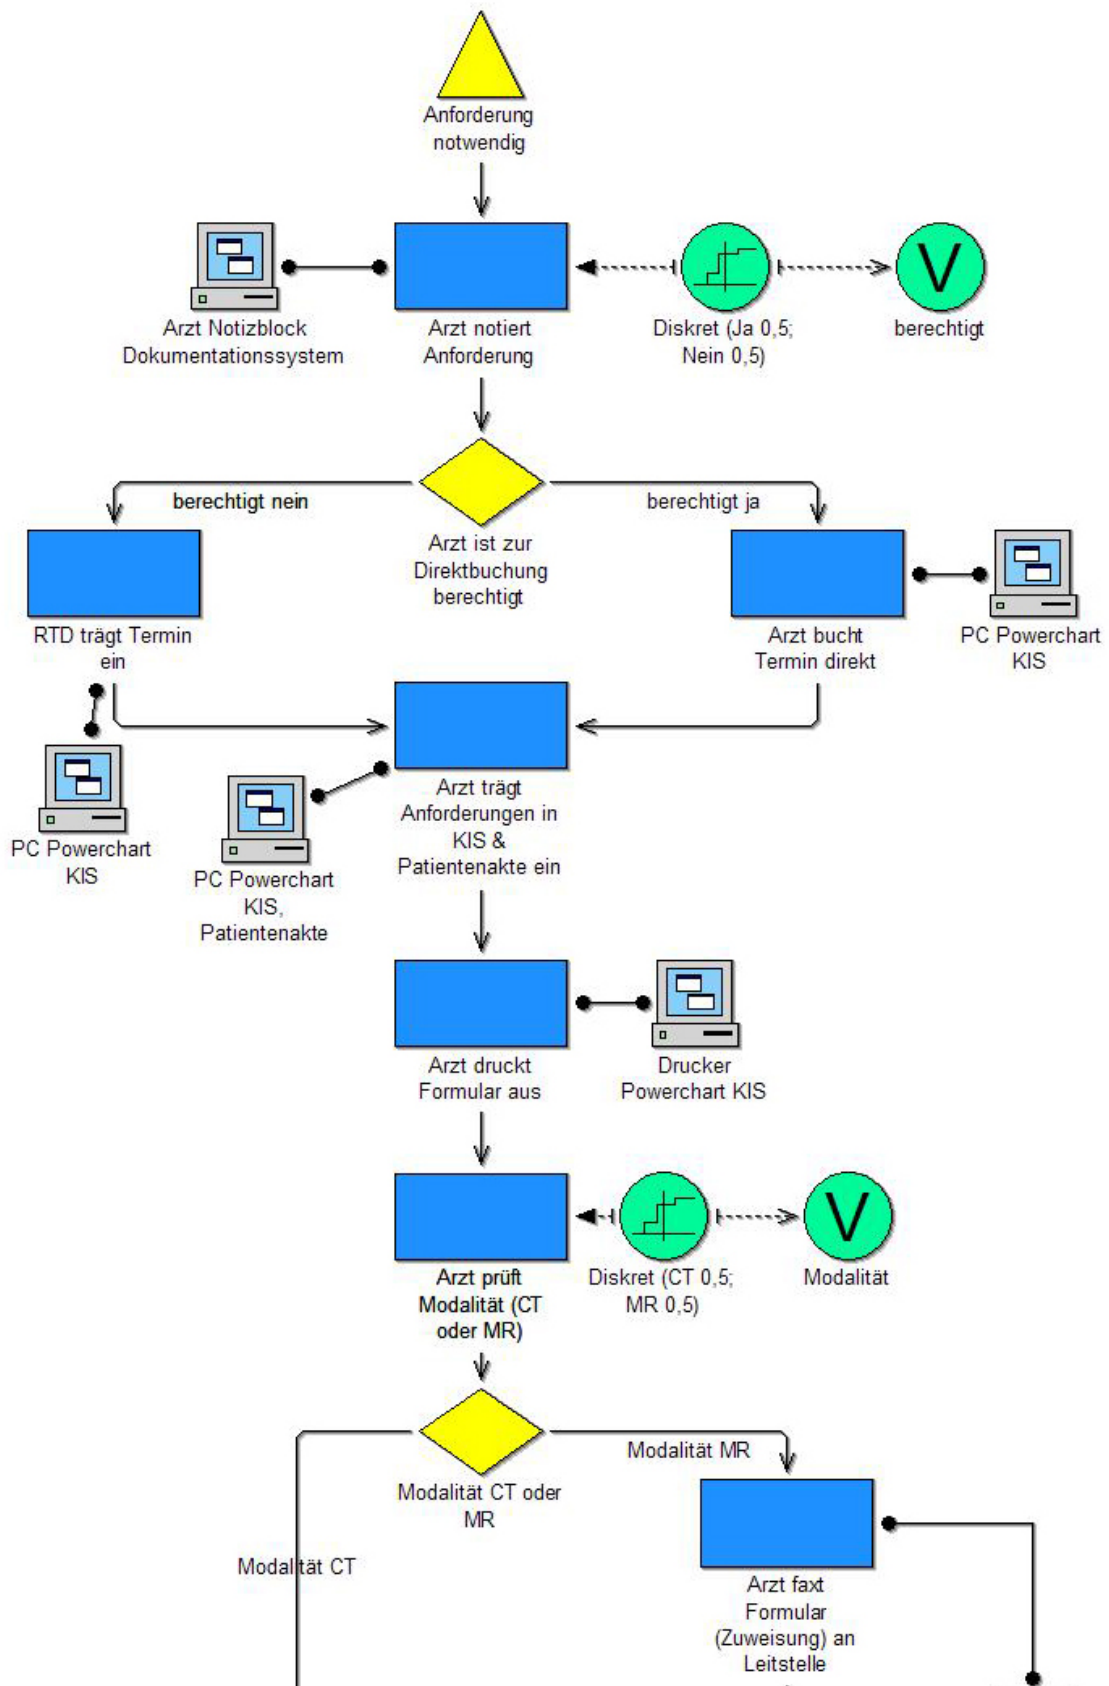 Anforderung
notwendig
Arzt Notizblock
Dokumentationssystem
Arzt notiert
Anforderung
Diskret (Ja 0,5;
Nein 0,5)
V
berechtigt
berechtigt nein
berechtigt ja
Arzt ist zur
Direktbuchung
berechtigt
RTD trägt Termin
ein
Arzt bucht
Termin direkt
PC Powerchart
KIS
PC Powerchart
KIS
PC Powerchart
KIS,
Patientenakte
Arzt trägt
Anforderungen in
KIS &
Patientenakte ein
Arzt druckt
Formular aus
Drucker
Powerchart KIS
Arzt prüft
Modalität (CT
oder MR)
Diskret (CT 0,5;
MR 0,5)
V
Modalität
Modalität CT oder
MR
Modalität MR
Modalität CT
Arzt faxt
Formular
(Zuweisung) an
Leitstelle